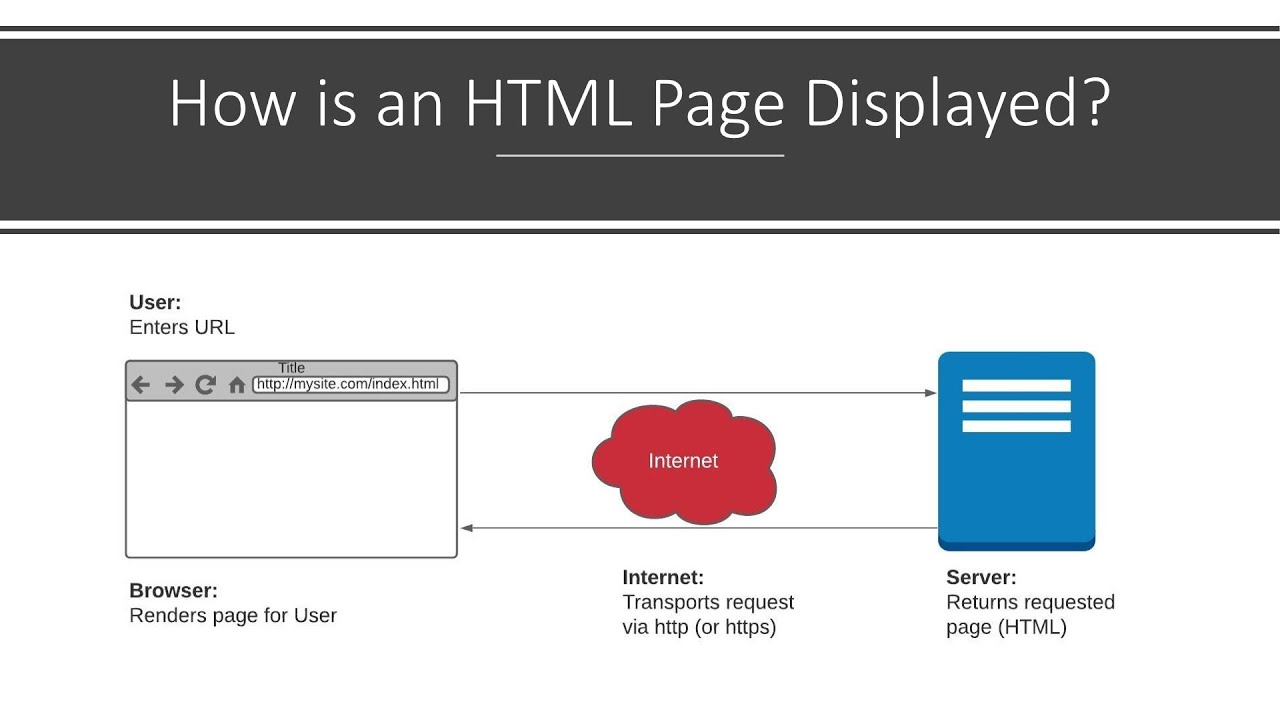 How is an HTML Page Displayed?
User:
Enters URL
Title
http://mysite.com/index.html
Internet
Browser:
Renders page for User
Internet:
Transports request
via http (or https)
Server:
Returns requested
page (HTML)